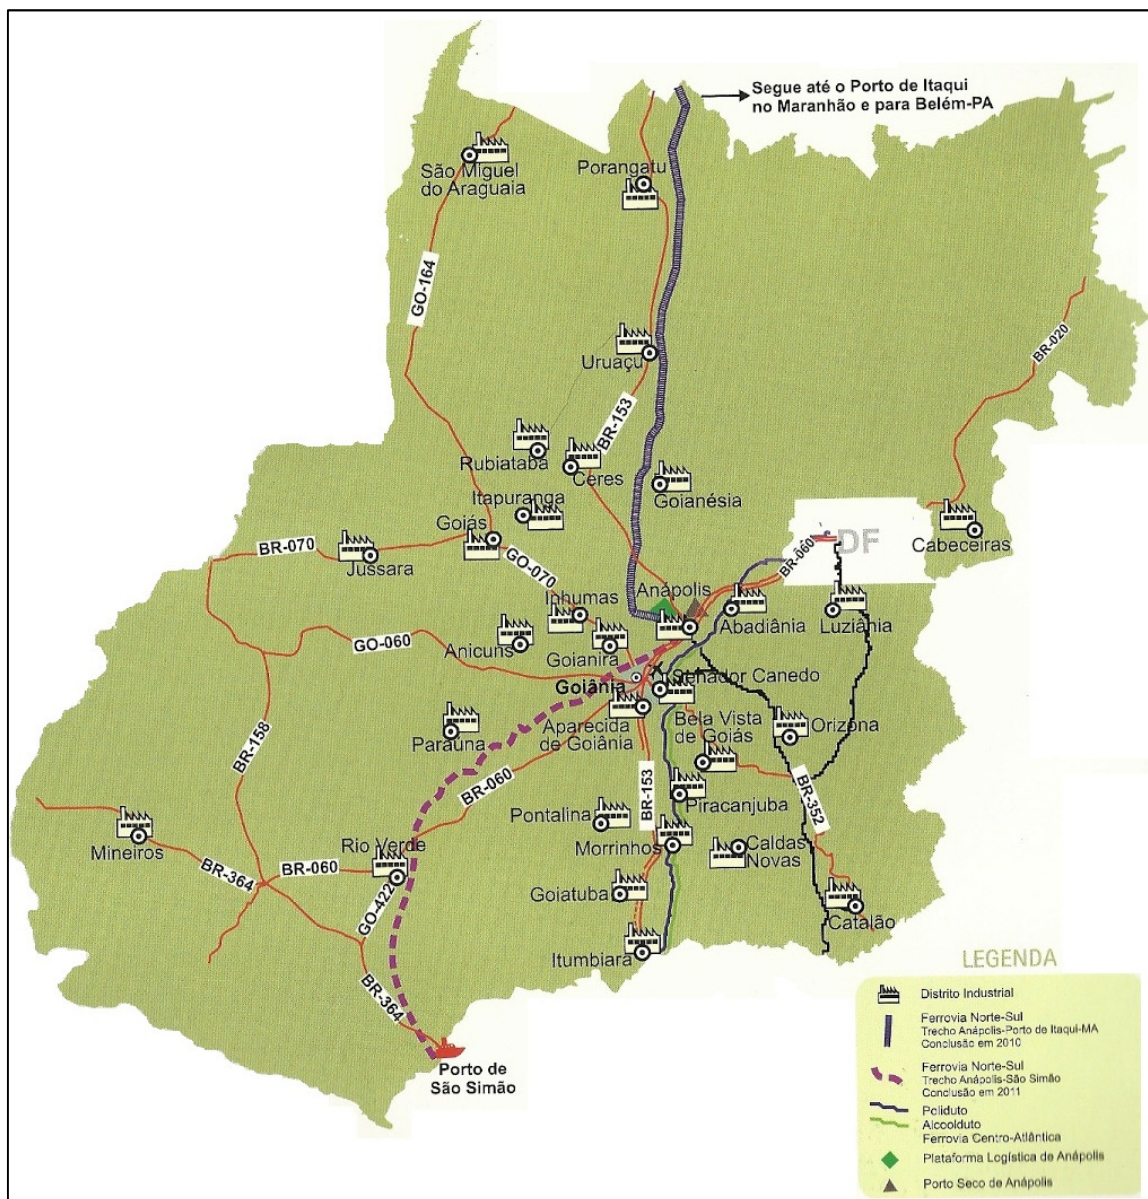 Segue até o Porto de Itaqui
no Maranhão e para Belém-PA
São Miguel
do Araguaia
Porangatu
GO-164
BR-020
Uruaçu
BR-153
Rubiataba
Ceres
Itapuranga
Goianésia
Goiás
Cabeceiras
DF
BR-070
Jussara
GO-070
BR-060
Inhumas
Anápolis
Abadiânia
Luziânia
GO-060
Anicuns
Goianira
Goiânia
Senador Canedo
Aparecida
de Goiânia
Bela Vista
de Goiás
Orizona
Paraúna
BR-158
BR-060
BR-153
BR-352
Pontalina
Piracanjuba
Mineiros
Rio Verde
Morrinhos
Caldas
Novas
BR-364
BR-060
GO-422
Goiatuba
Catalão
Itumbiara
BR-364
Porto de
São Simão
LEGENDA
Distrito Industrial
Ferrovia Norte-Sul
Trecho Anápolis-Porto de Itaqui-MA
Conclusão em 2010
Ferrovia Norte-Sul
Trecho Anápolis-São Simão
Conclusão em 2011
Poliduto
Alcoolduto
Ferrovia Centro-Atlântica
Plataforma Logística de Anápolis
Porto Seco de Anápolis